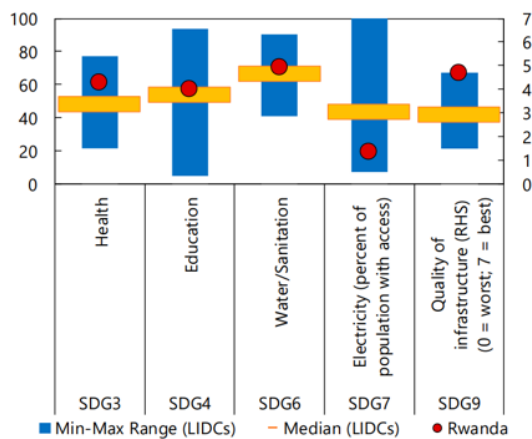 100
80
60
40
20
0
7
6
5
4
3
2
1
0
Health
Education
Water/Sanitation
Electricity (percent of
population with access)
Quality of
infrastructure (RHS)
(0 = worst; 7 = best)
SDG3
SDG4
SDG6
SDG7
SDG9
Min-Max Range (LIDCs)
Median (LIDCs)
Rwanda